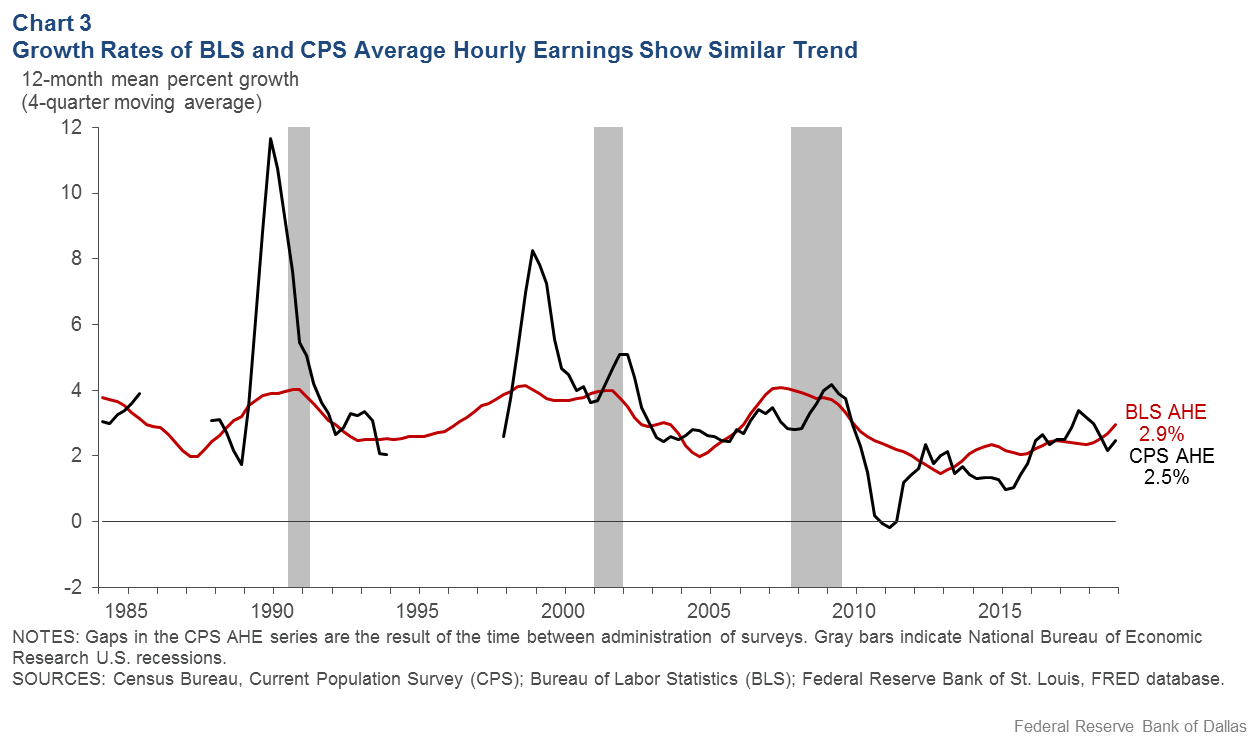 Chart 3
Growth Rates of BLS and CPS Average Hourly Earnings Show Similar Trend
12-month mean percent growth
(4-quarter moving average)
12
10
8
6
4
2
0
-2
BLS AHE
2.9%
CPS AHE
2.5%
1985 1990 1995 2000 2005 2010 2015
NOTES: Gaps in the CPS AHE series are the result of the time between administration of surveys. Gray bars indicate National Bureau of Economic
Research U.S. recessions.
SOURCES: Census Bureau, Current Population Survey (CPS); Bureau of Labor Statistics (BLS); Federal Reserve Bank of St. Louis, FRED database.
Federal Reserve Bank of Dallas